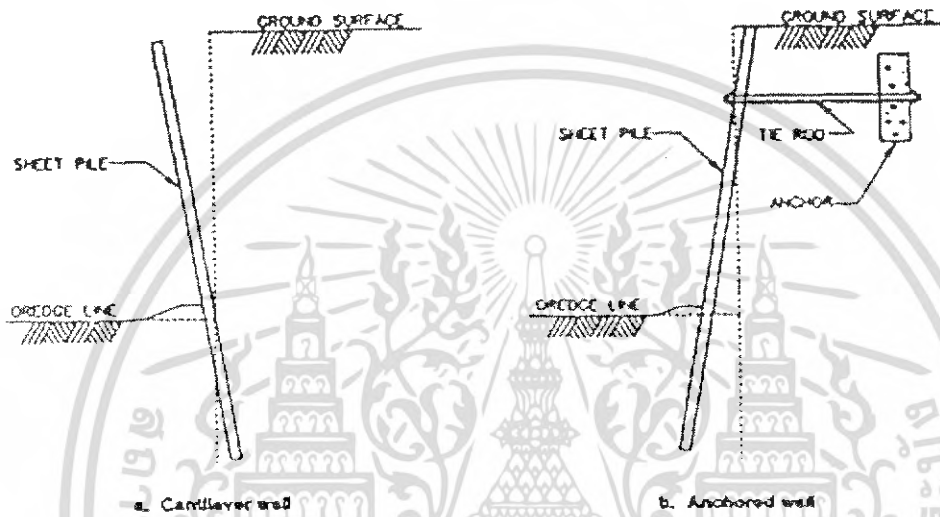 GROUND SURFACE
SHEET PILE
DREDGE LINE
a. Cantilever wall
GROUND SURFACE
SHEET PILE
TIE ROD
ANCHOR
DREDGE LINE
b. Anchored wall